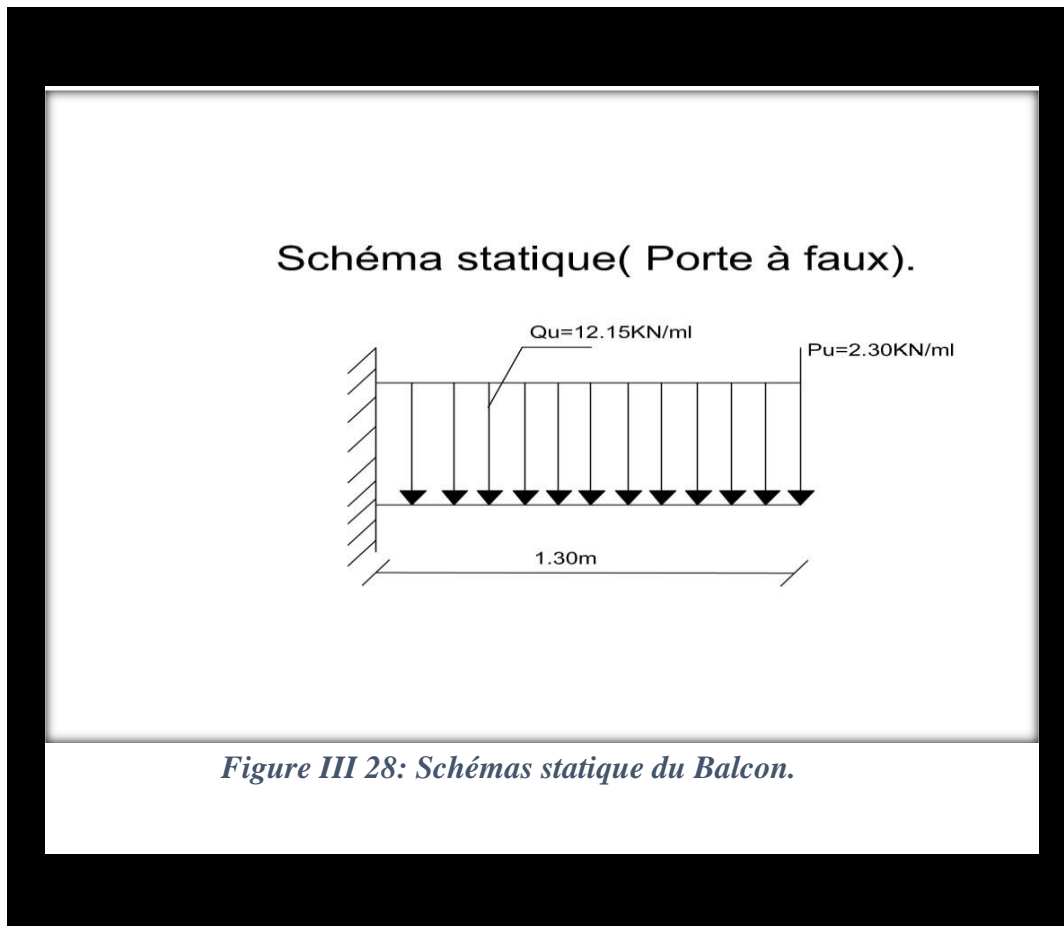 Schéma statique( Porte à faux).
Qu=12.15KN/ml
Pu=2.30KN/ml
1.30m
Figure III 28: Schémas statique du Balcon.